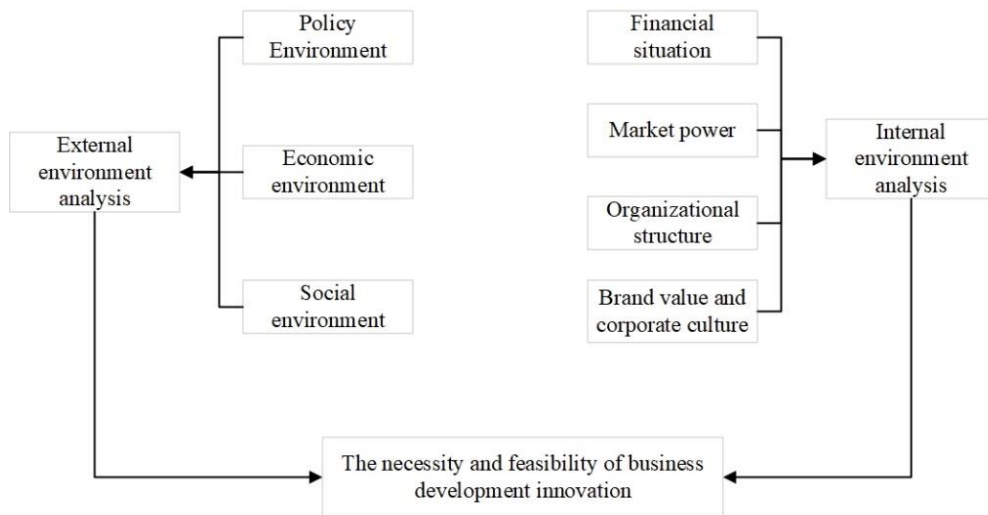 Policy
Environment
External
environment
analysis
Economic
environment
Social
environment
Financial
situation
Market power
Organizational
structure
Brand value and
corporate culture
Internal
environment
analysis
The necessity and feasibility of business
development innovation